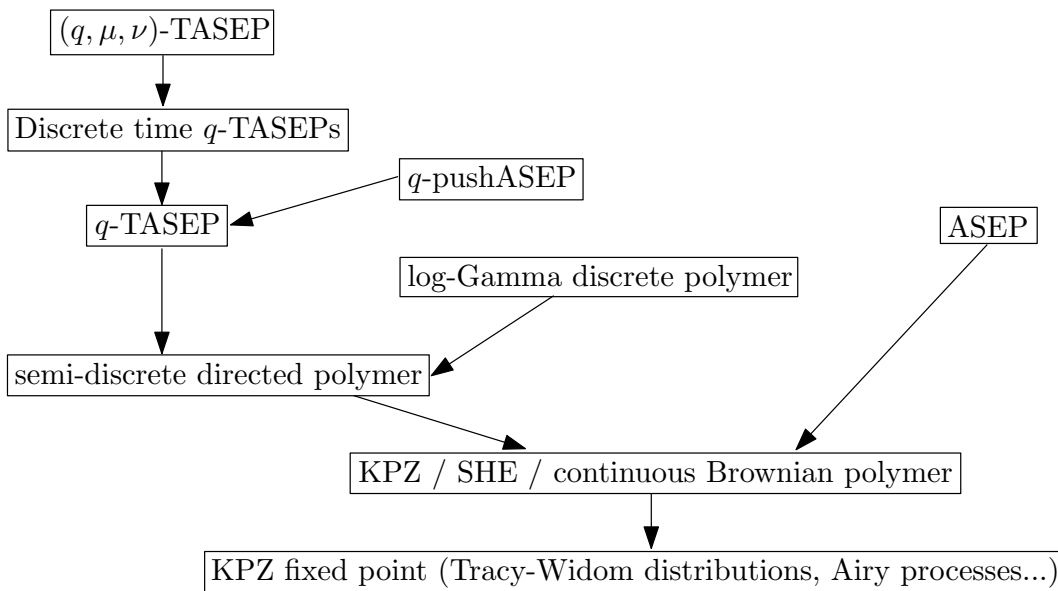 (q, μ, ν)-TASEP
Discrete time q-TASEPs
q-pushASEP
q-TASEP
ASEP
log-Gamma discrete polymer
semi-discrete directed polymer
KPZ / SHE / continuous Brownian polymer
KPZ fixed point (Tracy-Widom distributions, Airy processes...)